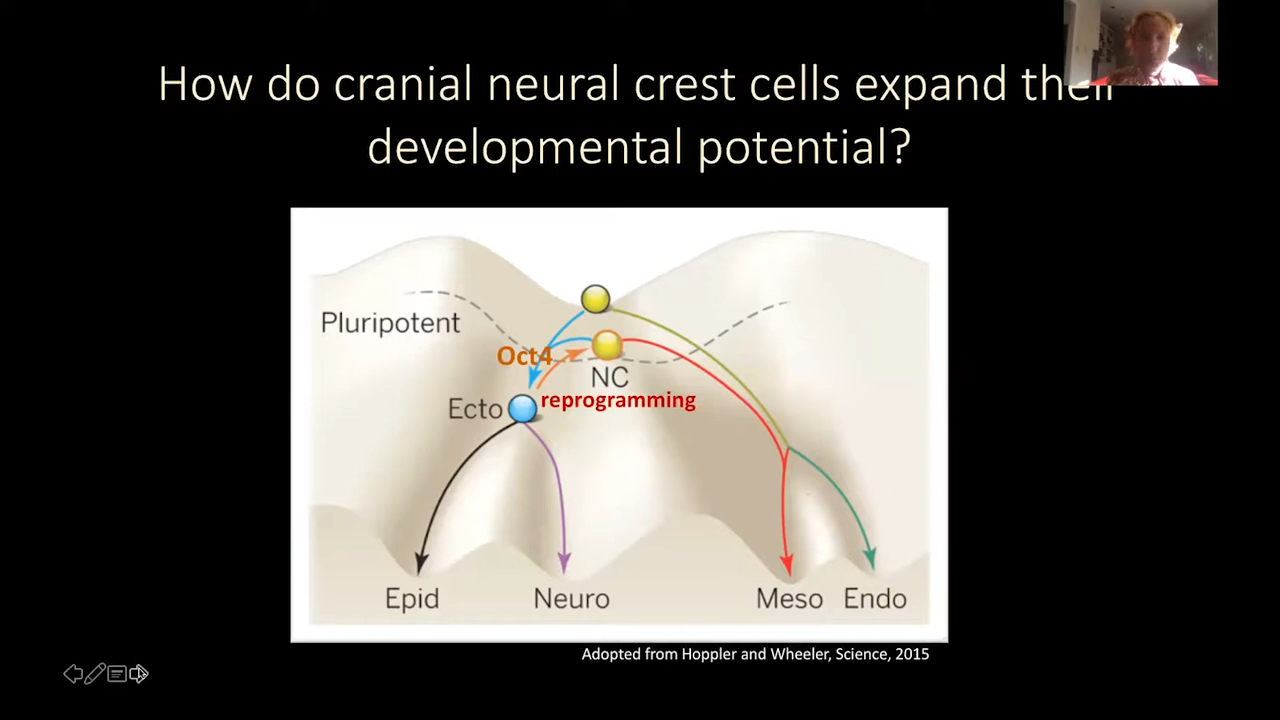 How do cranial neural crest cells expand their
developmental potential?
Pluripotent
Oct4
NC
reprogramming
Ecto
Epid
Neuro
Meso
Endo
Adopted from Hoppler and Wheeler, Science, 2015